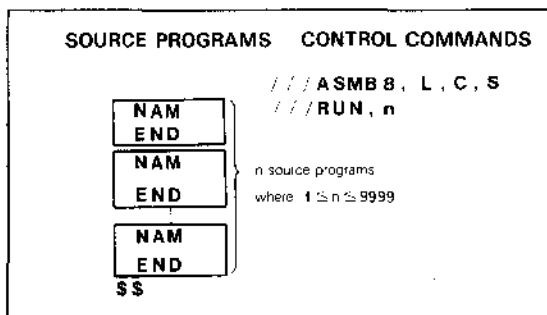 SOURCE PROGRAMS CONTROL COMMANDS
///ASMB8, L, C, S
///RUN, n
NAM
END
NAM
END
n source programs
where 1 ≤ n ≤ 9999
NAM
END
$$